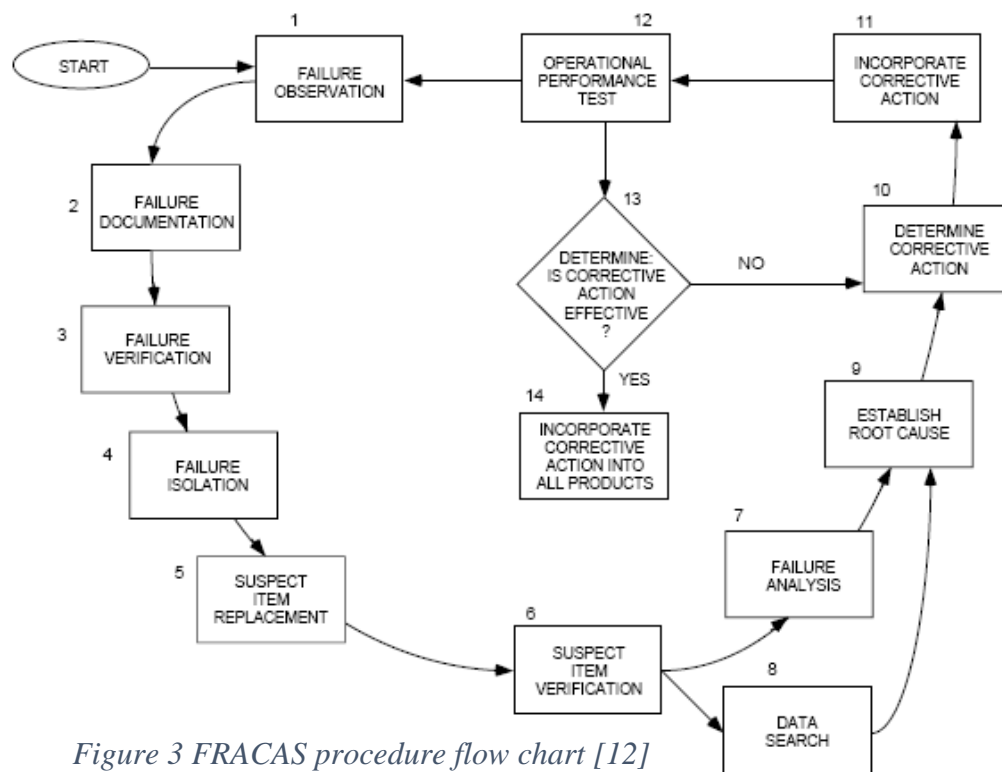 START
1
FAILURE
OBSERVATION
2
FAILURE
DOCUMENTATION
3
FAILURE
VERIFICATION
4
FAILURE
ISOLATION
5
SUSPECT
ITEM
REPLACEMENT
6
SUSPECT
ITEM
VERIFICATION
7
FAILURE
ANALYSIS
8
DATA
SEARCH
9
ESTABLISH
ROOT CAUSE
10
DETERMINE
CORRECTIVE
ACTION
11
INCORPORATE
CORRECTIVE
ACTION
12
OPERATIONAL
PERFORMANCE
TEST
13
DETERMINE:
IS CORRECTIVE
ACTION
EFFECTIVE
?
NO
YES
14
INCORPORATE
CORRECTIVE
ACTION INTO
ALL PRODUCTS
Figure 3 FRACAS procedure flow chart [12]